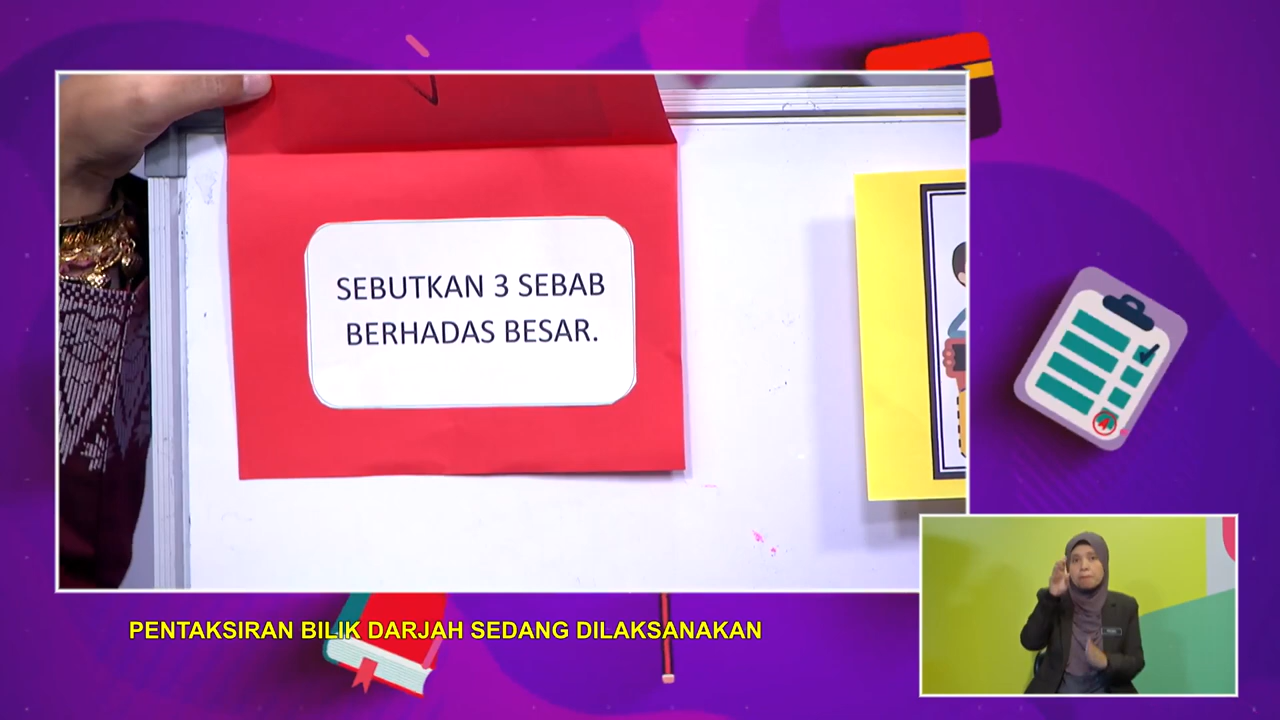 SEBUTKAN 3 SEBAB
BERHADAS BESAR.
PENTAKSIRAN BILIK DARJAH SEDANG DILAKSANAKAN